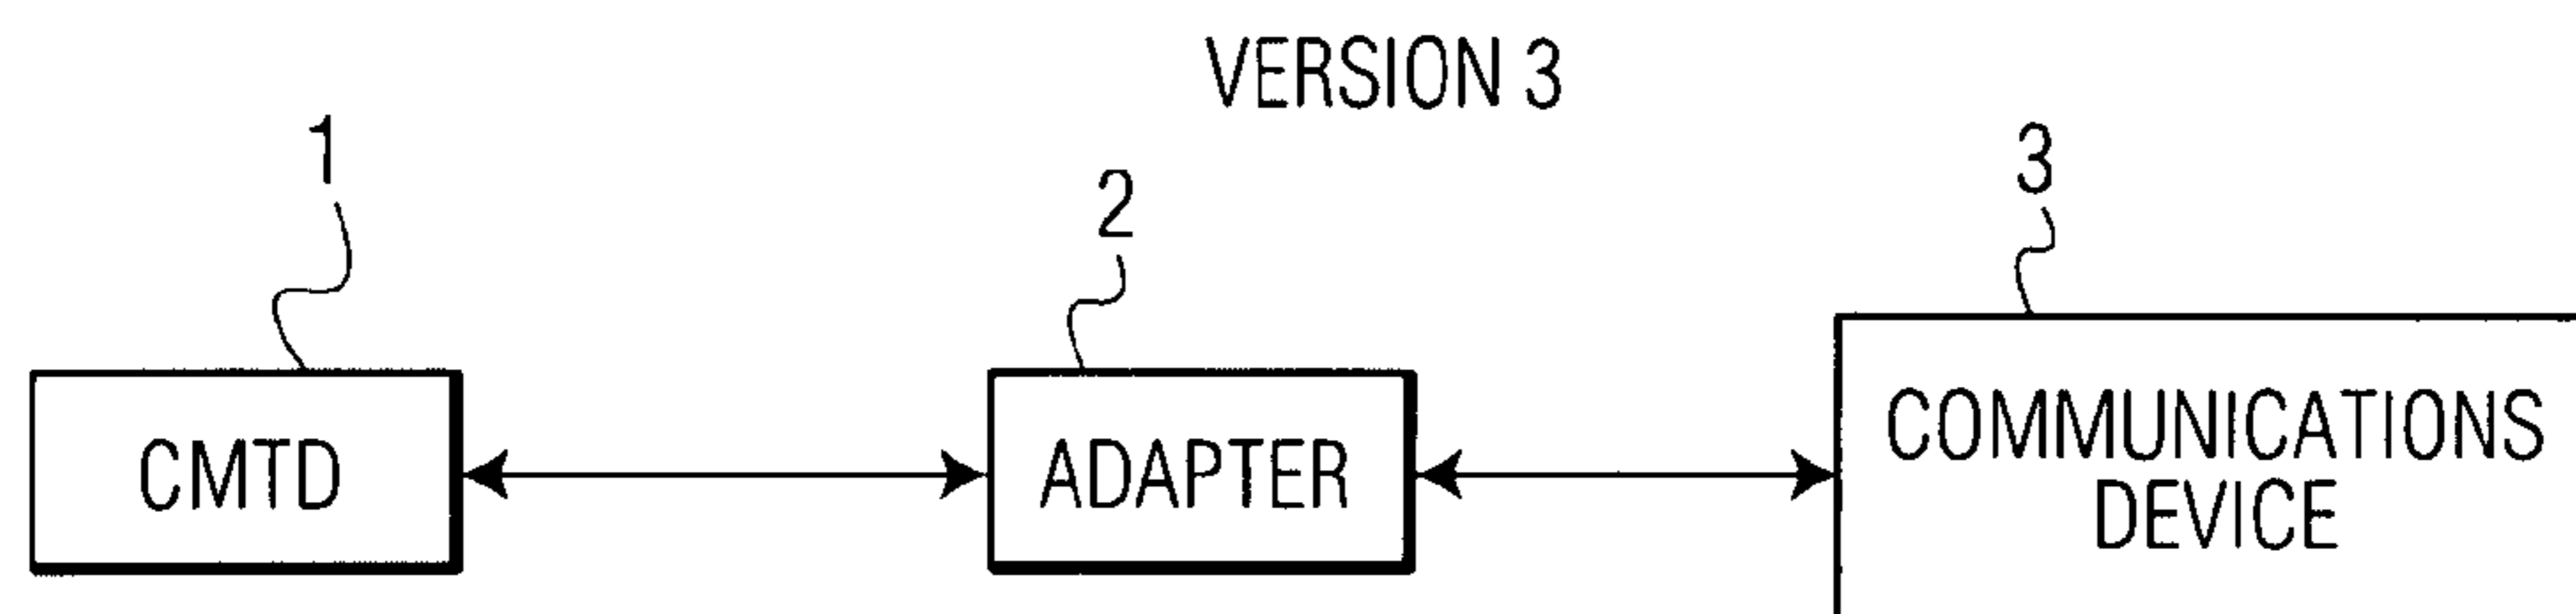 VERSION 3
1
2
3
CMTD
ADAPTER
COMMUNICATIONS
DEVICE